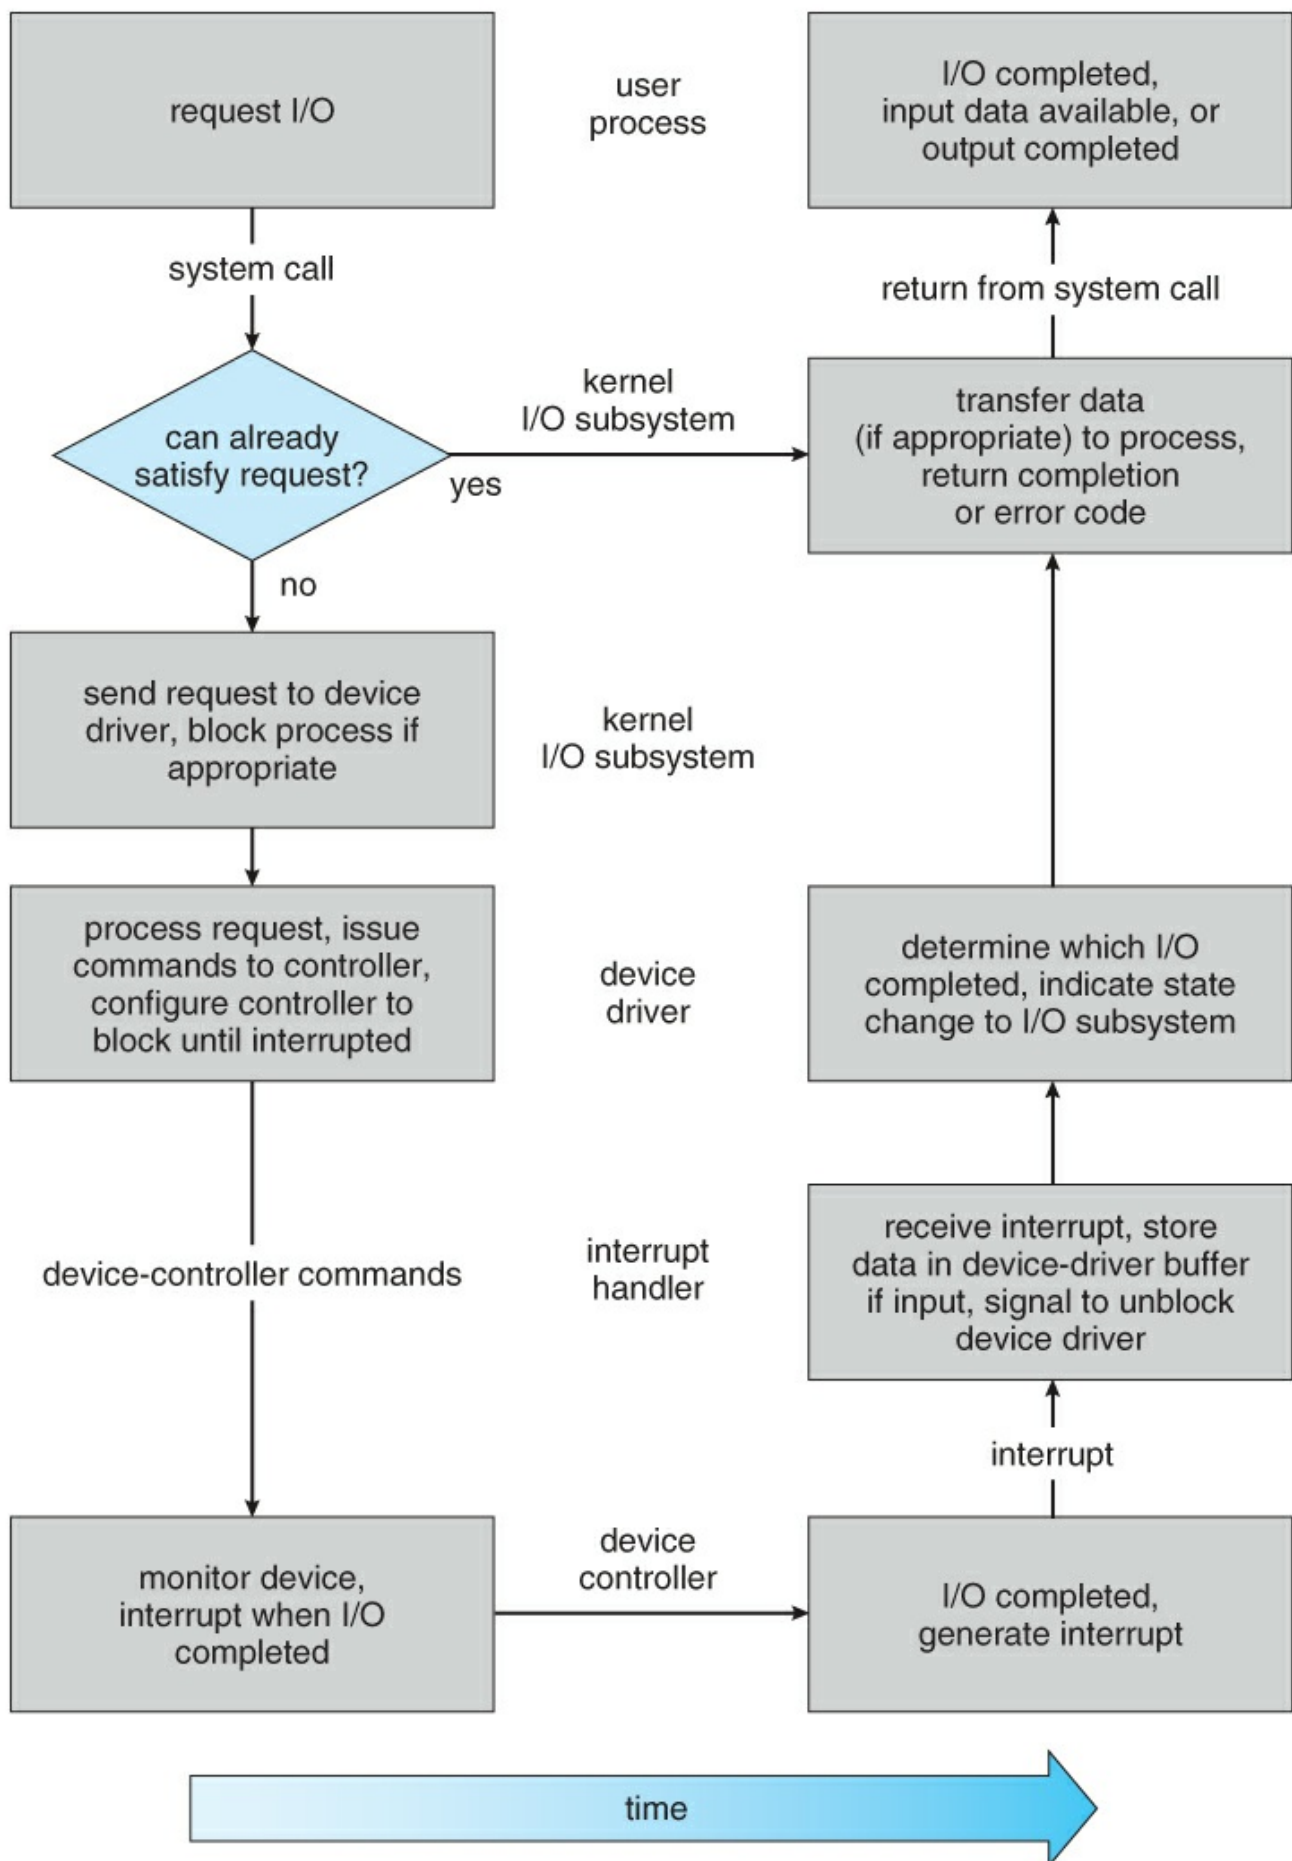 request I/O
user
process
I/O completed,
input data available, or
output completed
system call
return from system call
can already
satisfy request?
kernel
I/O subsystem
yes
transfer data
(if appropriate) to process,
return completion
or error code
no
send request to device
driver, block process if
appropriate
kernel
I/O subsystem
process request, issue
commands to controller,
configure controller to
block until interrupted
device
driver
determine which I/O
completed, indicate state
change to I/O subsystem
device-controller commands
interrupt
handler
receive interrupt, store
data in device-driver buffer
if input, signal to unblock
device driver
interrupt
monitor device,
interrupt when I/O
completed
device
controller
I/O completed,
generate interrupt
time